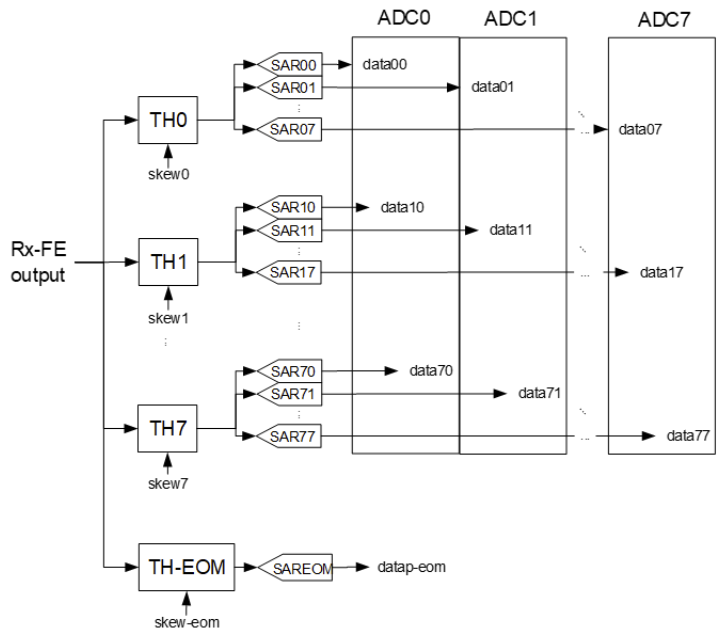 ADC0
ADC1
ADC7
SAR00
data00
SAR01
data01
⋮
TH0
SAR07
...
data07
skew0
SAR10
data10
SAR11
data11
⋮
Rx-FE
output
TH1
SAR17
...
data17
skew1
⋮
⋮
SAR70
data70
SAR71
data71
⋮
TH7
SAR77
...
data77
skew7
TH-EOM
SAREOM
datap-eom
skew-eom